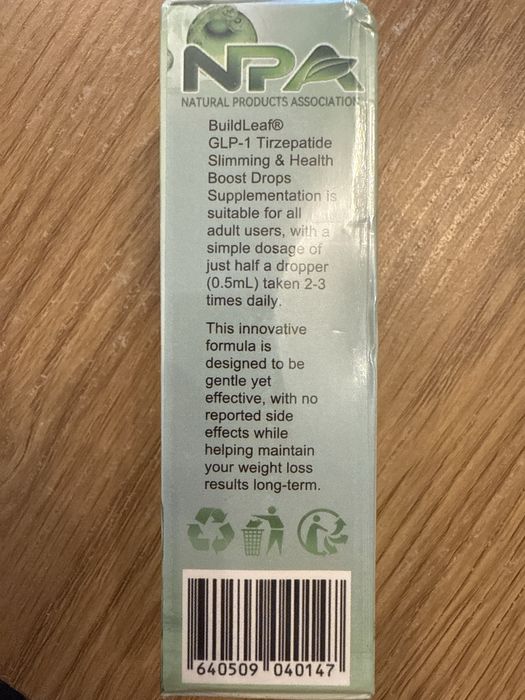 NPA
NATURAL PRODUCTS ASSOCIATION
BuildLeaf®
GLP-1 Tirzepatide
Slimming & Health
Boost Drops
Supplementation is
suitable for all
adult users, with a
simple dosage of
just half a dropper
(0.5mL) taken 2-3
times daily.
This innovative
formula is
designed to be
gentle yet
effective, with no
reported side
effects while
helping maintain
your weight loss
results long-term.
640509 040147